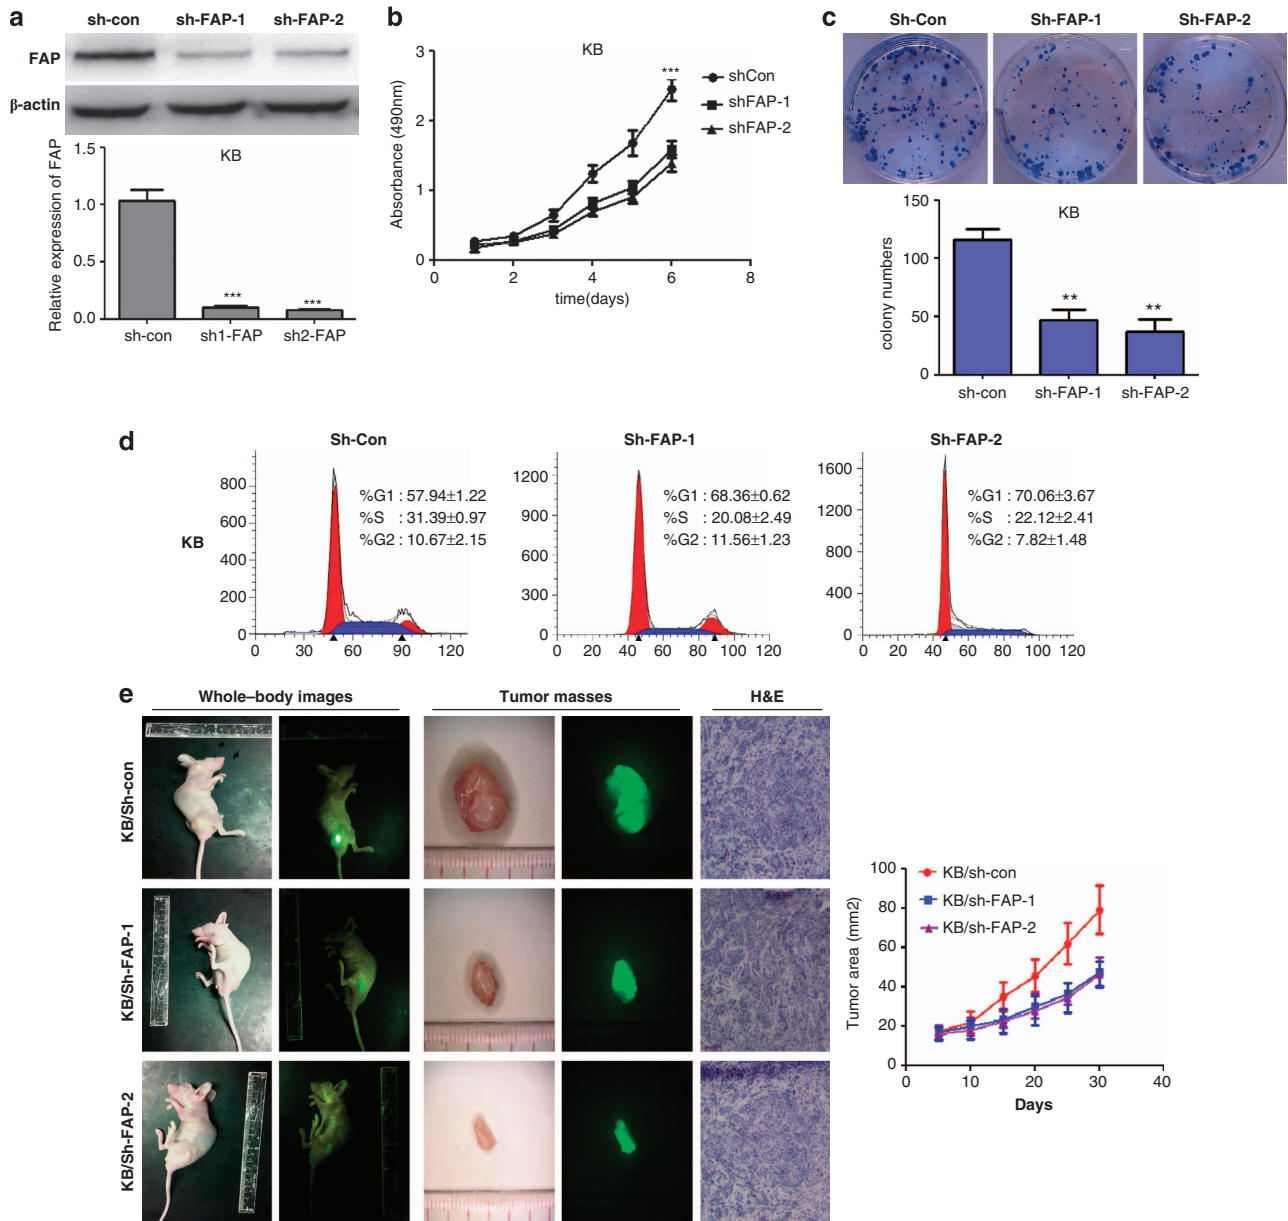 a
sh-con sh-FAP-1 sh-FAP-2
FAP
β-actin
KB
Relative expression of FAP
1.5
1.0
0.5
0.0
***
***
sh-con sh1-FAP sh2-FAP
b
KB
Absorbance (490nm)
3
2
1
0
***
shCon
shFAP-1
shFAP-2
0 2 4 6 8
time(days)
c
Sh-Con Sh-FAP-1 Sh-FAP-2
KB
colony numbers
150
100
50
0
**
**
sh-con sh-FAP-1 sh-FAP-2
d
KB
Sh-Con
800
600
400
200
0
%G1 : 57.94±1.22
%S : 31.39±0.97
%G2 : 10.67±2.15
0 30 60 90 120
Sh-FAP-1
1200
900
600
300
0
%G1 : 68.36±0.62
%S : 20.08±2.49
%G2 : 11.56±1.23
0 20 40 60 80 100 120
Sh-FAP-2
1600
1200
800
400
0
%G1 : 70.06±3.67
%S : 22.12±2.41
%G2 : 7.82±1.48
0 20 40 60 80 100 120
e
Whole–body images Tumor masses H&E
KB/Sh-con
KB/Sh-FAP-1
KB/Sh-FAP-2
Tumor area (mm2)
100
80
60
40
20
0
KB/sh-con
KB/sh-FAP-1
KB/sh-FAP-2
0 10 20 30 40
Days